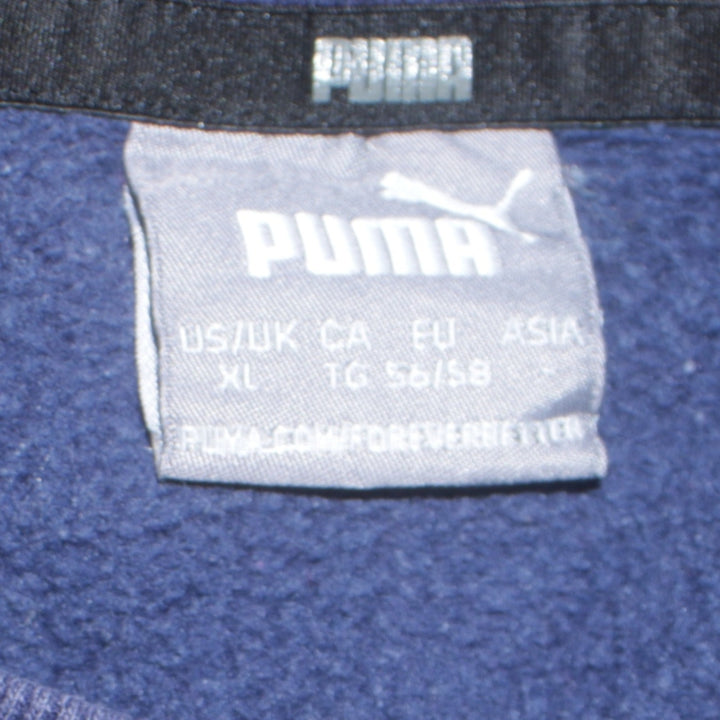 PUMA
PUMA
US/UK CA EU ASIA
XL TG 56/58 -
PUMA.COM/FOREVERBETTER